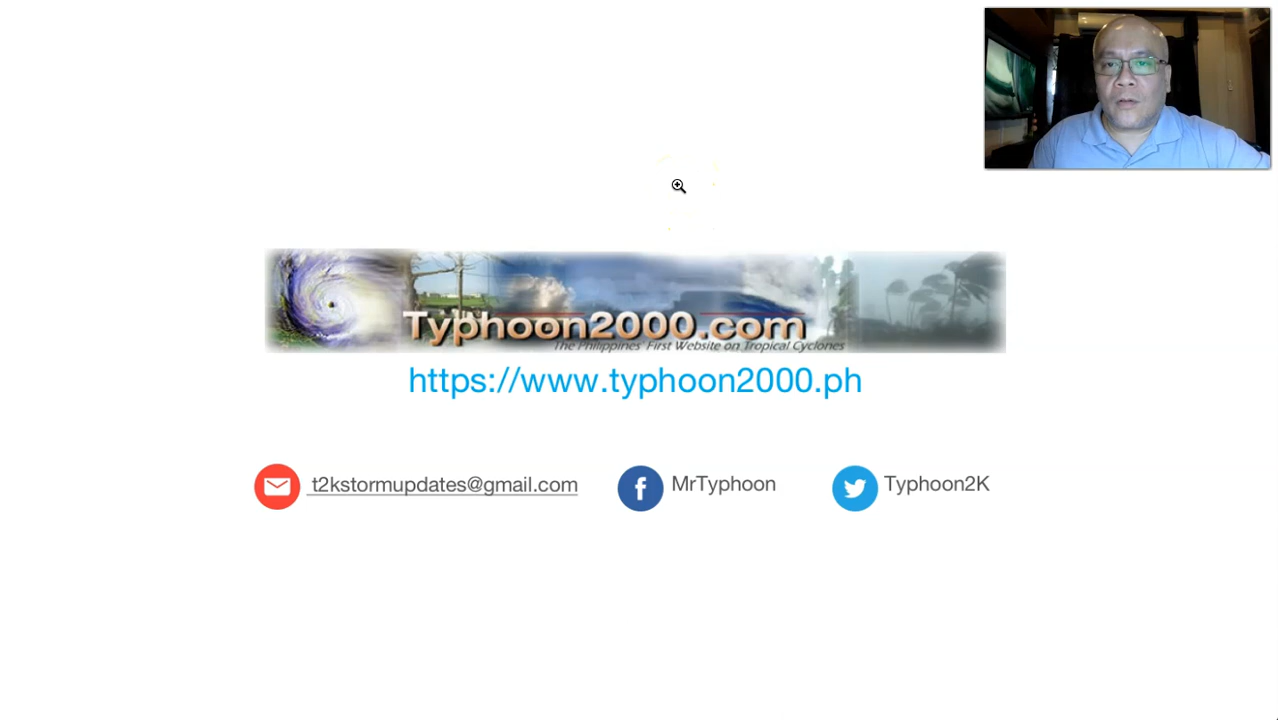 Typhoon2000.com
The Philippines' First Website on Tropical Cyclones
https://www.typhoon2000.ph
t2kstormupdates@gmail.com
MrTyphoon
Typhoon2K